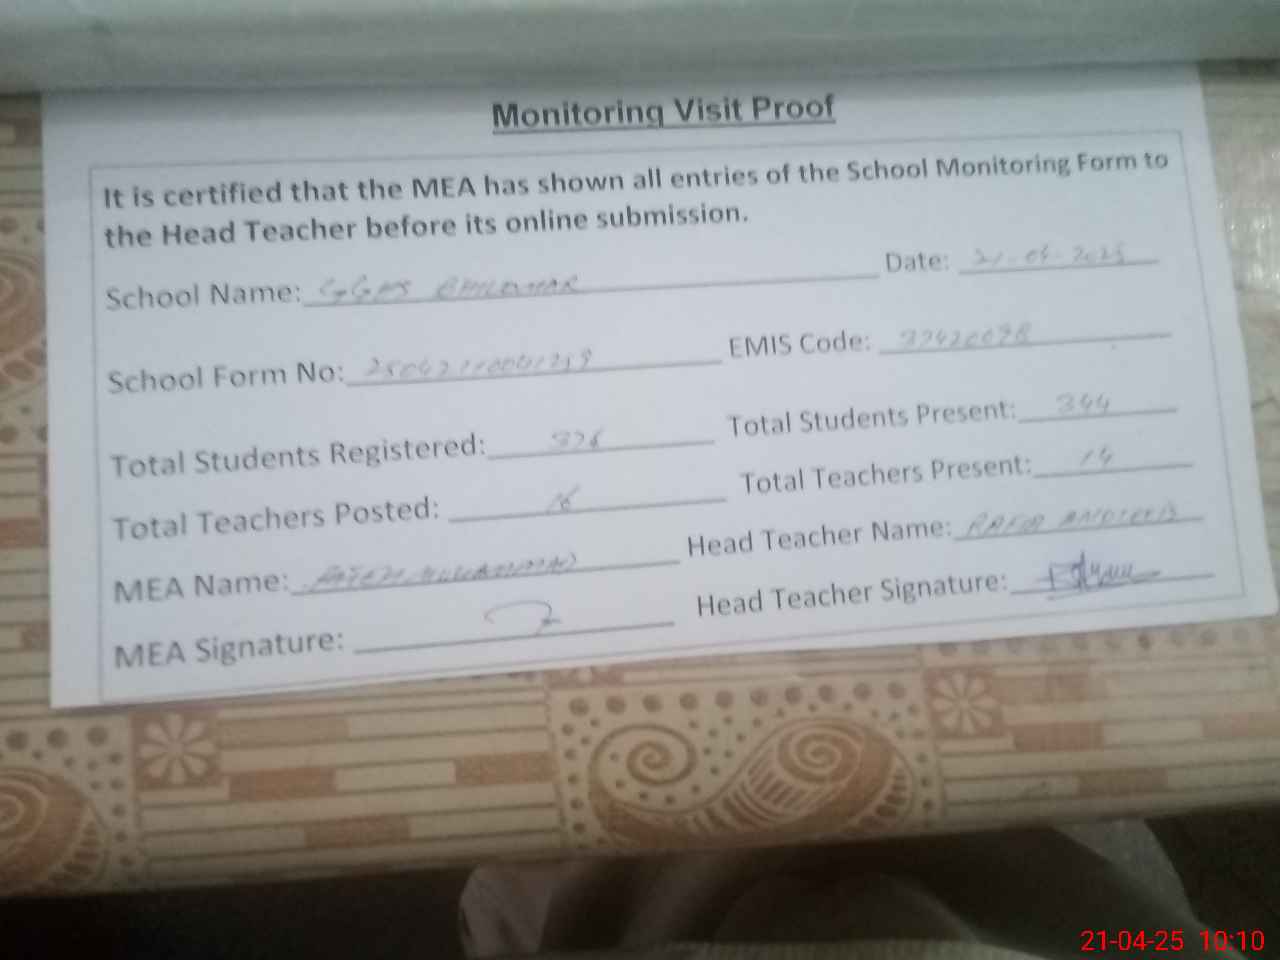 Monitoring Visit Proof
It is certified that the MEA has shown all entries of the School Monitoring Form to
the Head Teacher before its online submission.
School Name: Date: 21-04-2025
School Form No: EMIS Code:
Total Students Registered: Total Students Present: 344
Total Teachers Posted: 16 Total Teachers Present: 14
MEA Name: Head Teacher Name:
MEA Signature: Head Teacher Signature:
21-04-25 10:10